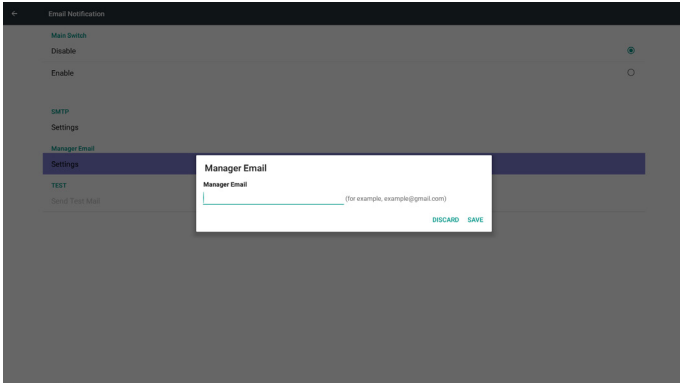 Email Notification
Main Switch
Disable
Enable
SMTP
Settings
Manager Email
Settings
TEST
Send Test Mail
Manager Email
Manager Email
(for example, example@gmail.com)
DISCARD SAVE